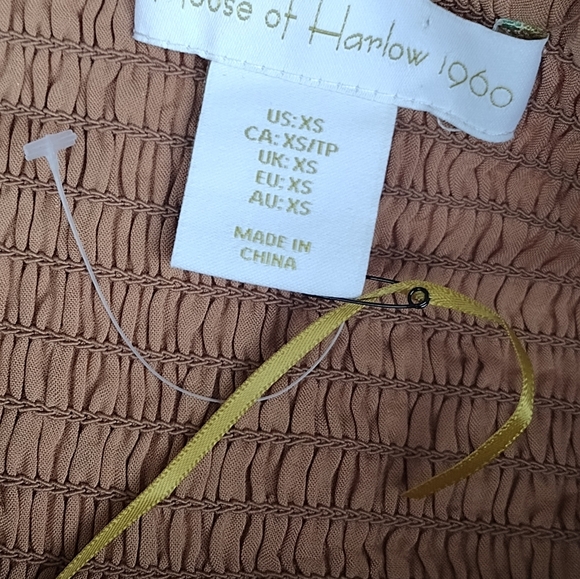 House of Harlow 1960
US: XS
CA: XS/TP
UK: XS
EU: XS
AU: XS
MADE IN
CHINA